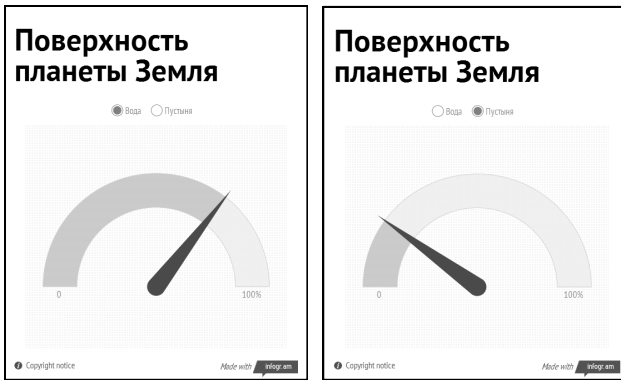 Поверхность
планеты Земля
Вода Пустыня
0 100%
Copyright notice Made with infogr.am
Поверхность
планеты Земля
Вода Пустыня
0 100%
Copyright notice Made with infogr.am